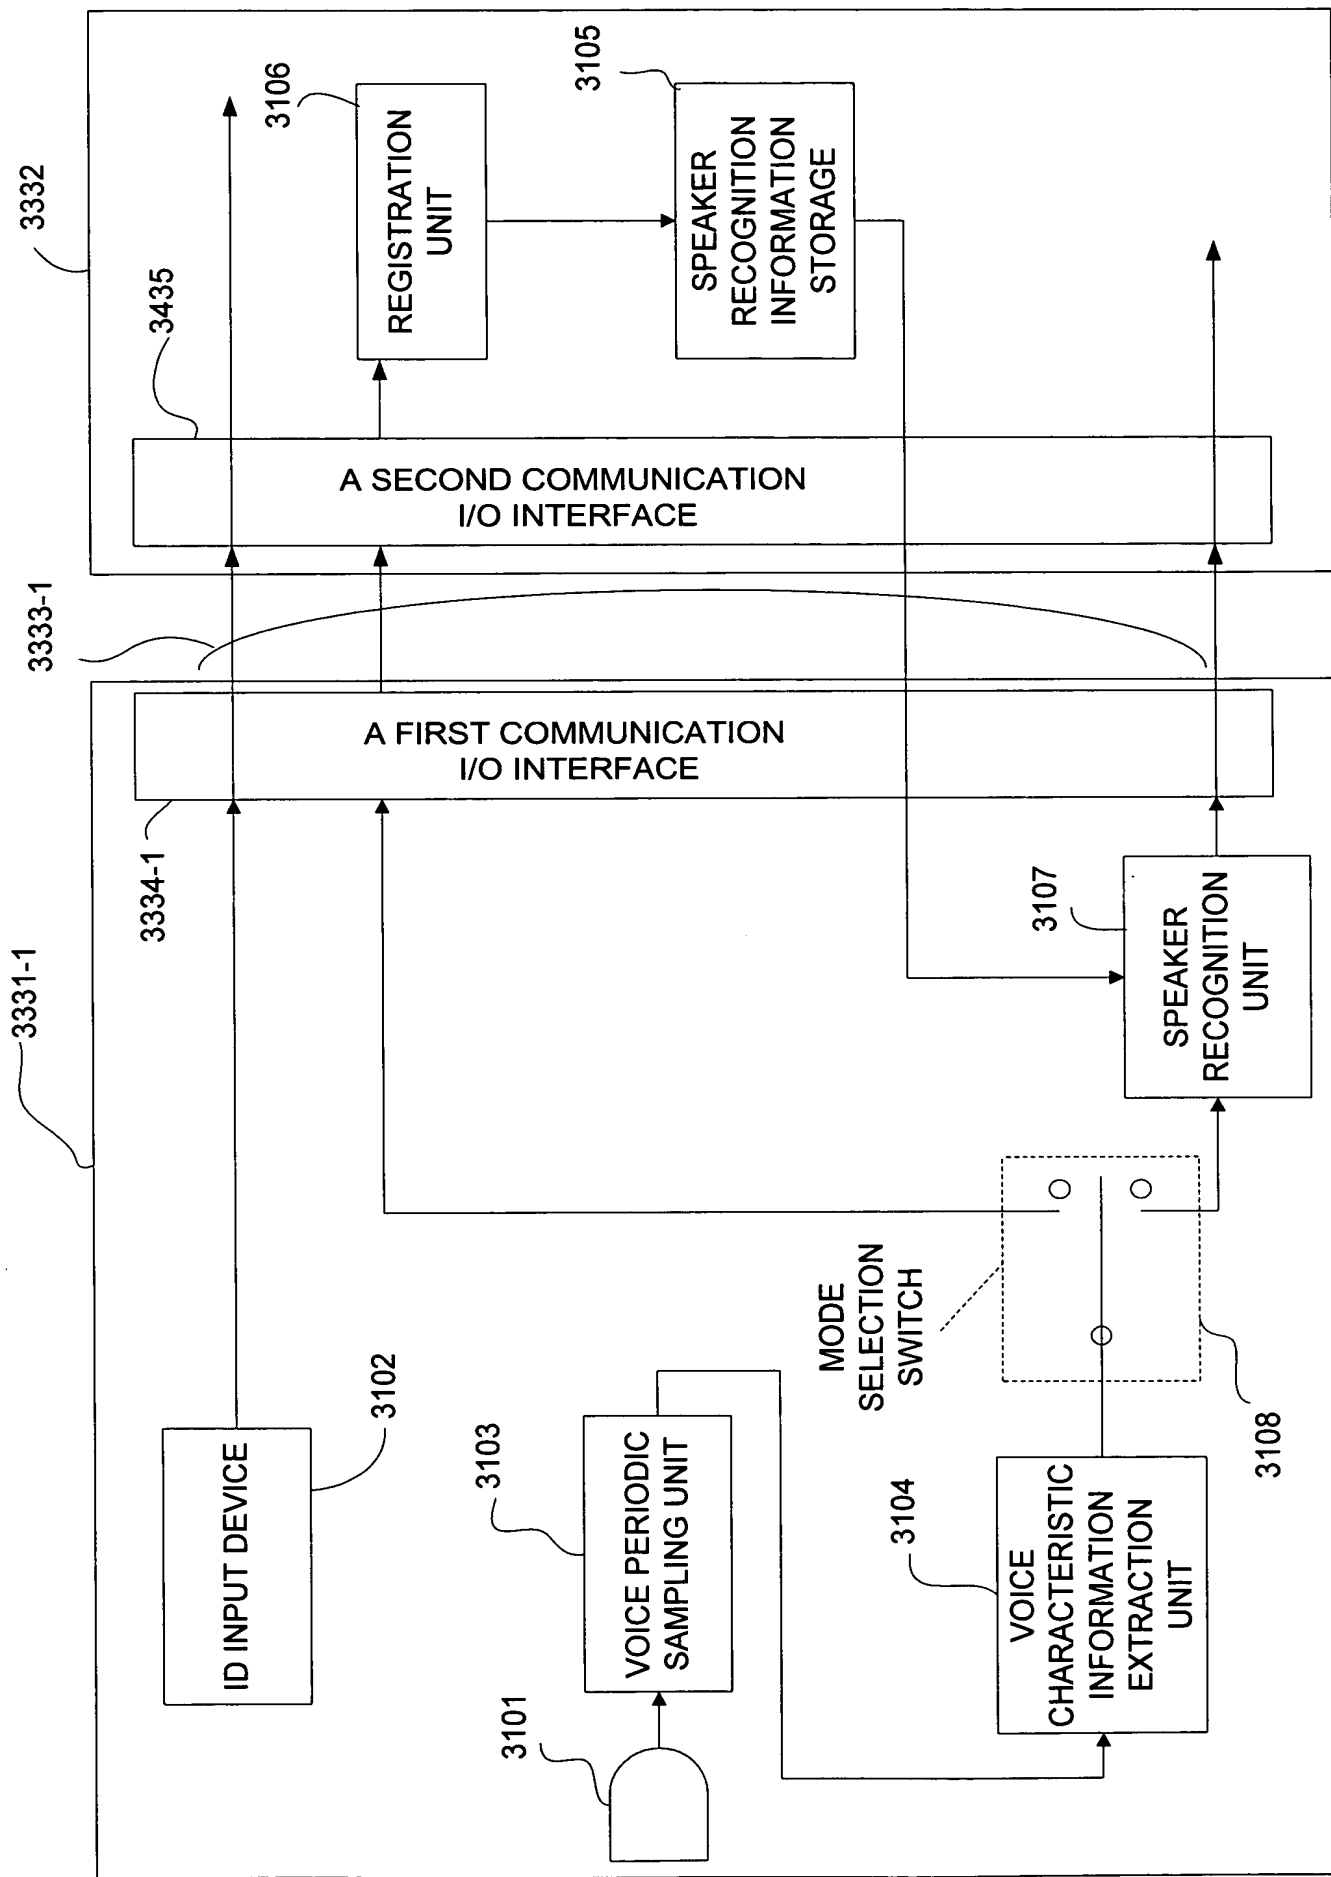 3331-1
3332
ID INPUT DEVICE
3102
3334-1
3333-1
3435
A FIRST COMMUNICATION
I/O INTERFACE
A SECOND COMMUNICATION
I/O INTERFACE
3106
REGISTRATION
UNIT
3101
3103
VOICE PERIODIC
SAMPLING UNIT
3105
SPEAKER
RECOGNITION
INFORMATION
STORAGE
MODE
SELECTION
SWITCH
3104
VOICE
CHARACTERISTIC
INFORMATION
EXTRACTION
UNIT
3108
3107
SPEAKER
RECOGNITION
UNIT